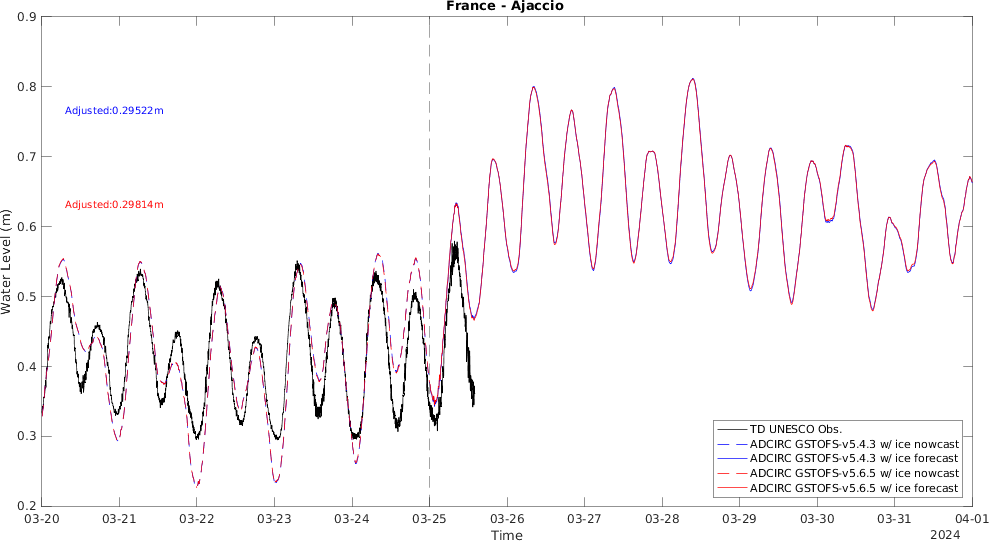 France - Ajaccio
0.9
0.8
0.7
0.6
0.5
0.4
0.3
0.2
Water Level (m)
Adjusted:0.29522m
Adjusted:0.29814m
TD UNESCO Obs.
ADCIRC GSTOFS-v5.4.3 w/ ice nowcast
ADCIRC GSTOFS-v5.4.3 w/ ice forecast
ADCIRC GSTOFS-v5.6.5 w/ ice nowcast
ADCIRC GSTOFS-v5.6.5 w/ ice forecast
03-20 03-21 03-22 03-23 03-24 03-25 03-26 03-27 03-28 03-29 03-30 03-31 04-01
Time
2024